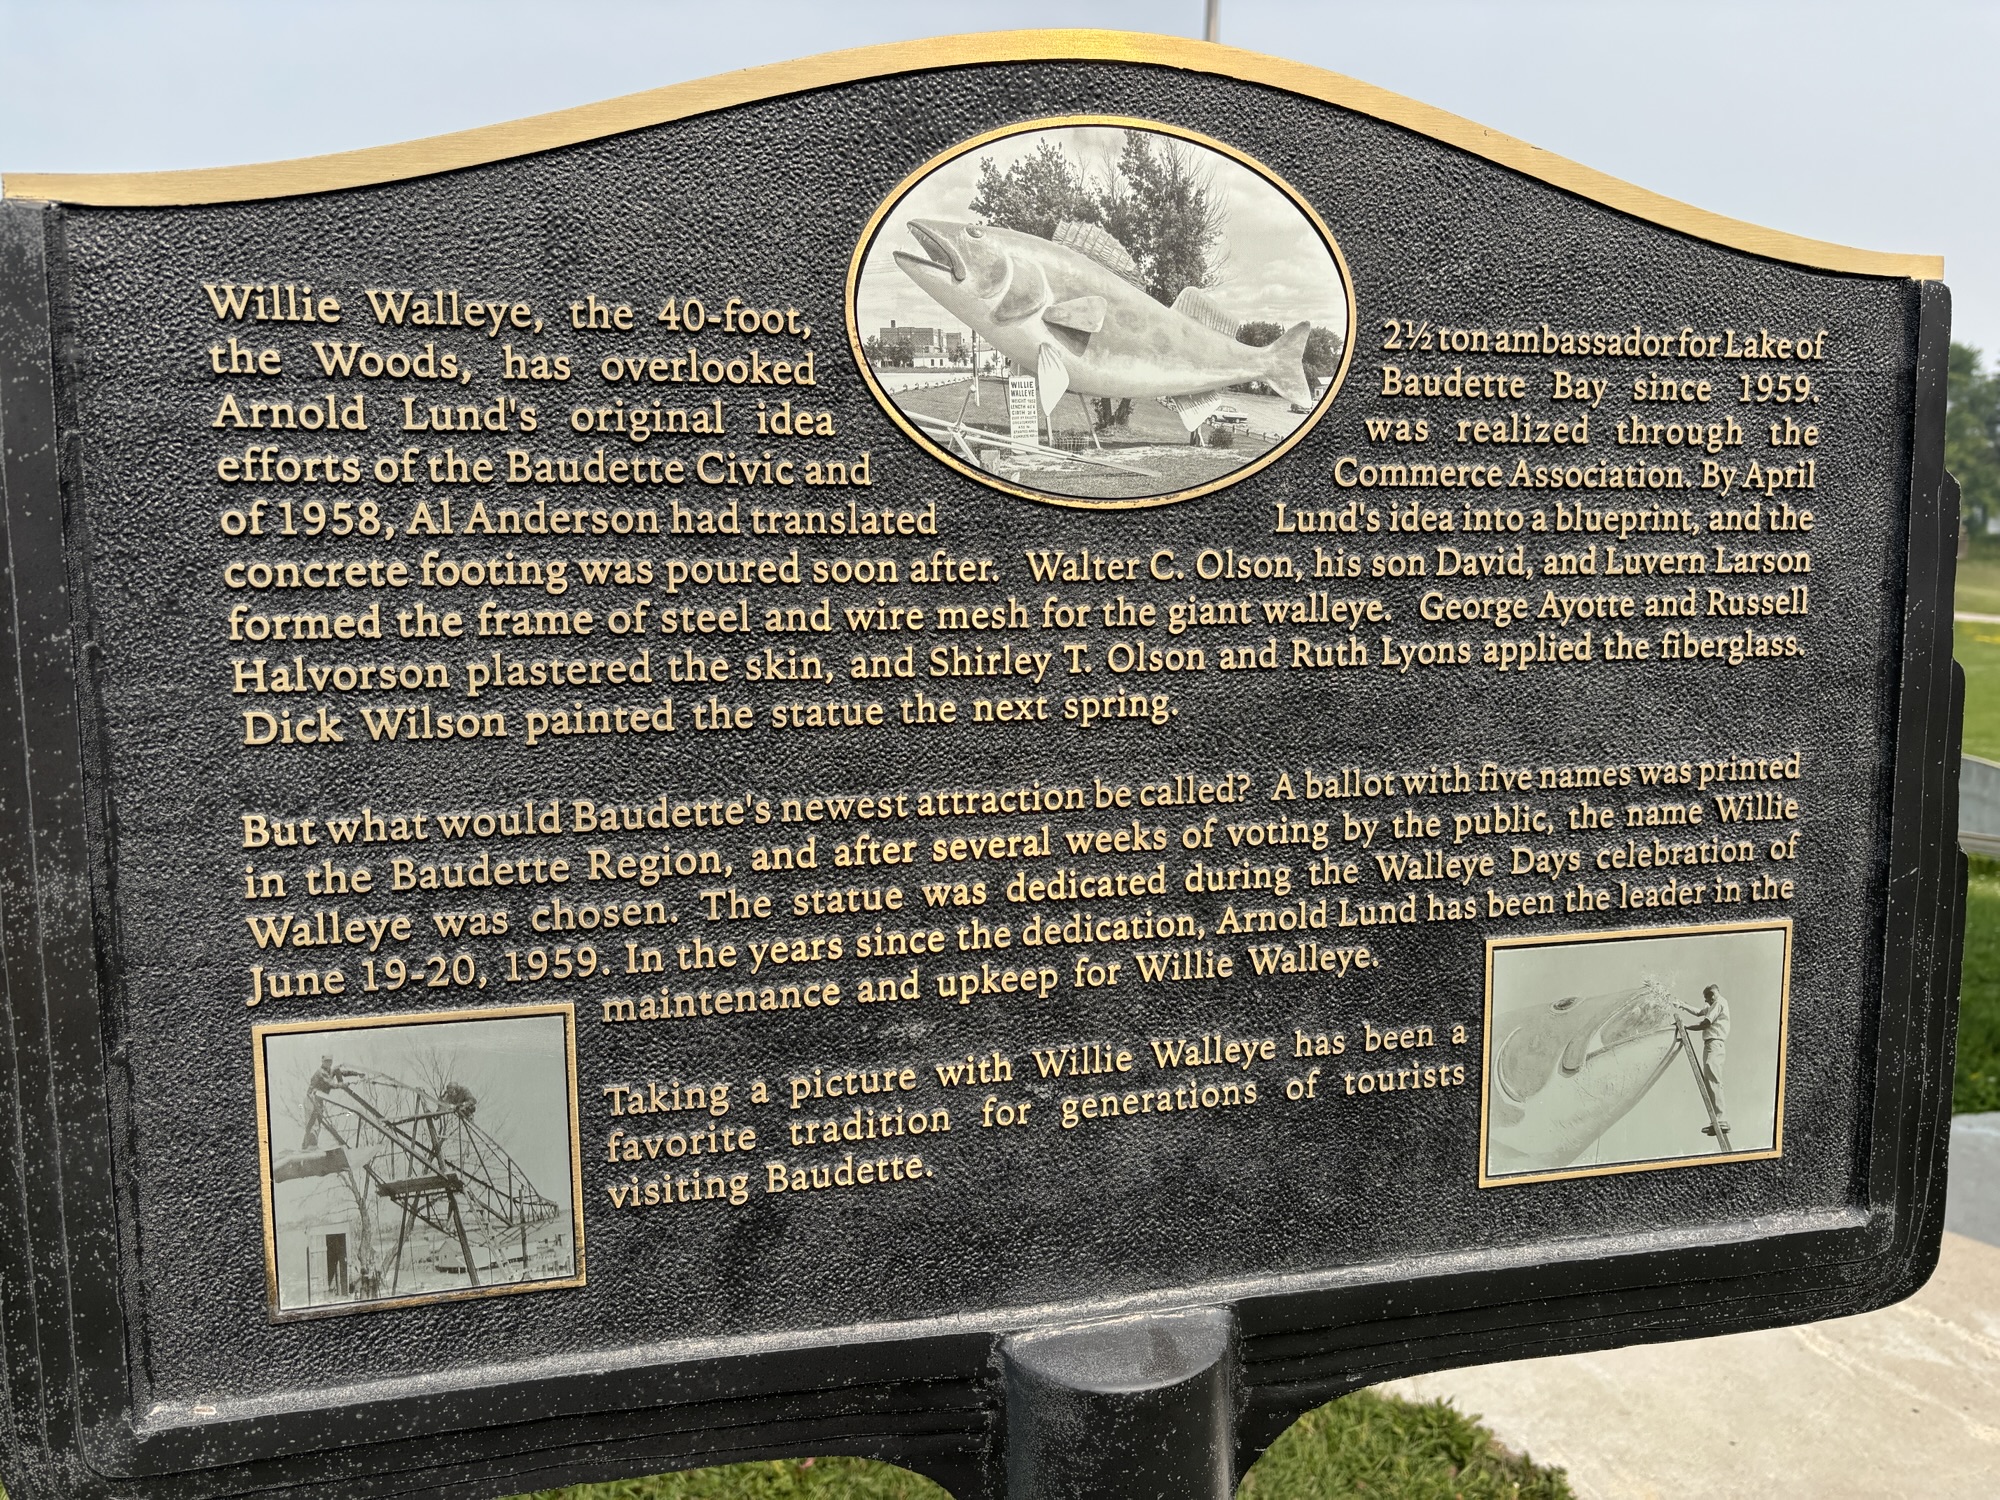 Willie Walleye, the 40-foot, 2½ ton ambassador for Lake of
the Woods, has overlooked Baudette Bay since 1959.
Arnold Lund's original idea was realized through the
efforts of the Baudette Civic and Commerce Association. By April
of 1958, Al Anderson had translated Lund's idea into a blueprint, and the
concrete footing was poured soon after. Walter C. Olson, his son David, and Luvern Larson
formed the frame of steel and wire mesh for the giant walleye. George Ayotte and Russell
Halvorson plastered the skin, and Shirley T. Olson and Ruth Lyons applied the fiberglass.
Dick Wilson painted the statue the next spring.
But what would Baudette's newest attraction be called? A ballot with five names was printed
in the Baudette Region, and after several weeks of voting by the public, the name Willie
Walleye was chosen. The statue was dedicated during the Walleye Days celebration of
June 19-20, 1959. In the years since the dedication, Arnold Lund has been the leader in the
maintenance and upkeep for Willie Walleye.
Taking a picture with Willie Walleye has been a
favorite tradition for generations of tourists
visiting Baudette.
WILLIE
WALLEYE